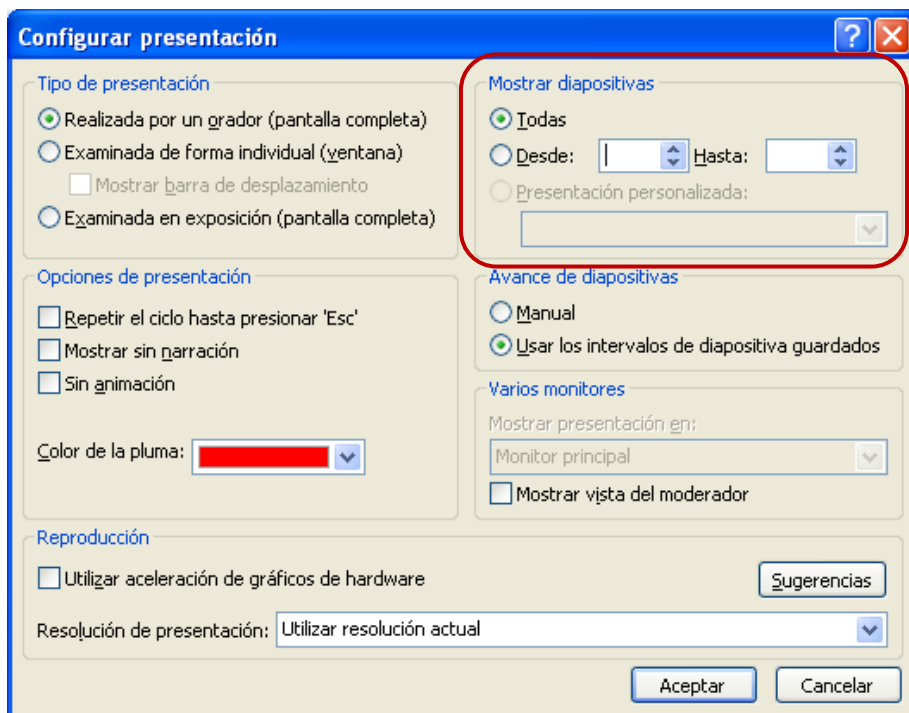 Configurar presentación
Tipo de presentación
Realizada por un orador (pantalla completa)
Examinada de forma individual (ventana)
Mostrar barra de desplazamiento
Examinada en exposición (pantalla completa)
Mostrar diapositivas
Todas
Desde: Hasta:
Presentación personalizada:
Opciones de presentación
Repetir el ciclo hasta presionar 'Esc'
Mostrar sin narración
Sin animación
Color de la pluma:
Avance de diapositivas
Manual
Usar los intervalos de diapositiva guardados
Varios monitores
Mostrar presentación en:
Monitor principal
Mostrar vista del moderador
Reproducción
Utilizar aceleración de gráficos de hardware
Sugerencias
Resolución de presentación: Utilizar resolución actual
Aceptar Cancelar